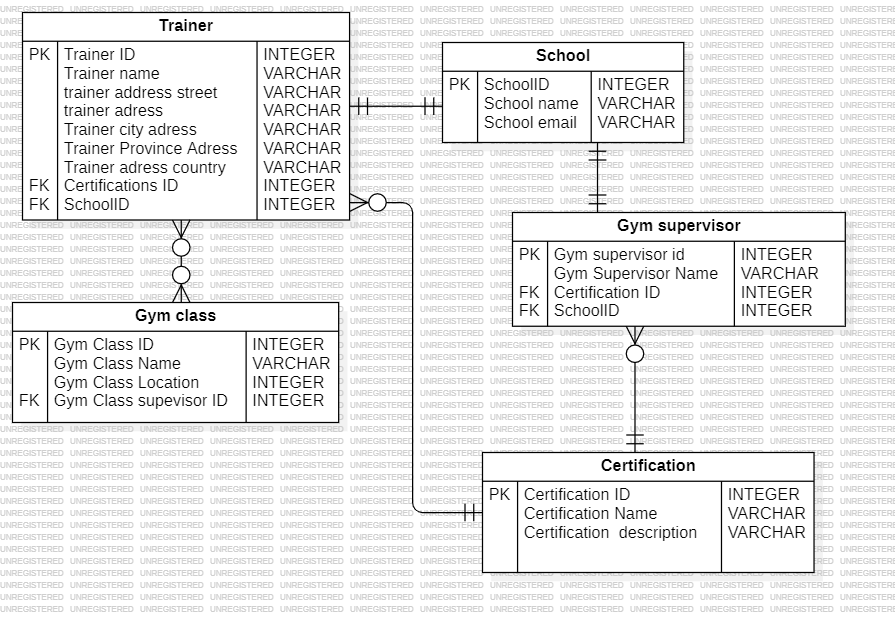 Trainer
PK Trainer ID INTEGER
Trainer name VARCHAR
trainer address street VARCHAR
trainer adress VARCHAR
Trainer city adress VARCHAR
Trainer Province Adress VARCHAR
Trainer adress country VARCHAR
FK Certifications ID INTEGER
FK SchoolID INTEGER
School
PK SchoolID INTEGER
School name VARCHAR
School email VARCHAR
Gym supervisor
PK Gym supervisor id INTEGER
Gym Supervisor Name VARCHAR
FK Certification ID INTEGER
FK SchoolID INTEGER
Gym class
PK Gym Class ID INTEGER
Gym Class Name VARCHAR
Gym Class Location INTEGER
FK Gym Class supevisor ID INTEGER
Certification
PK Certification ID INTEGER
Certification Name VARCHAR
Certification description VARCHAR
UNREGISTERED